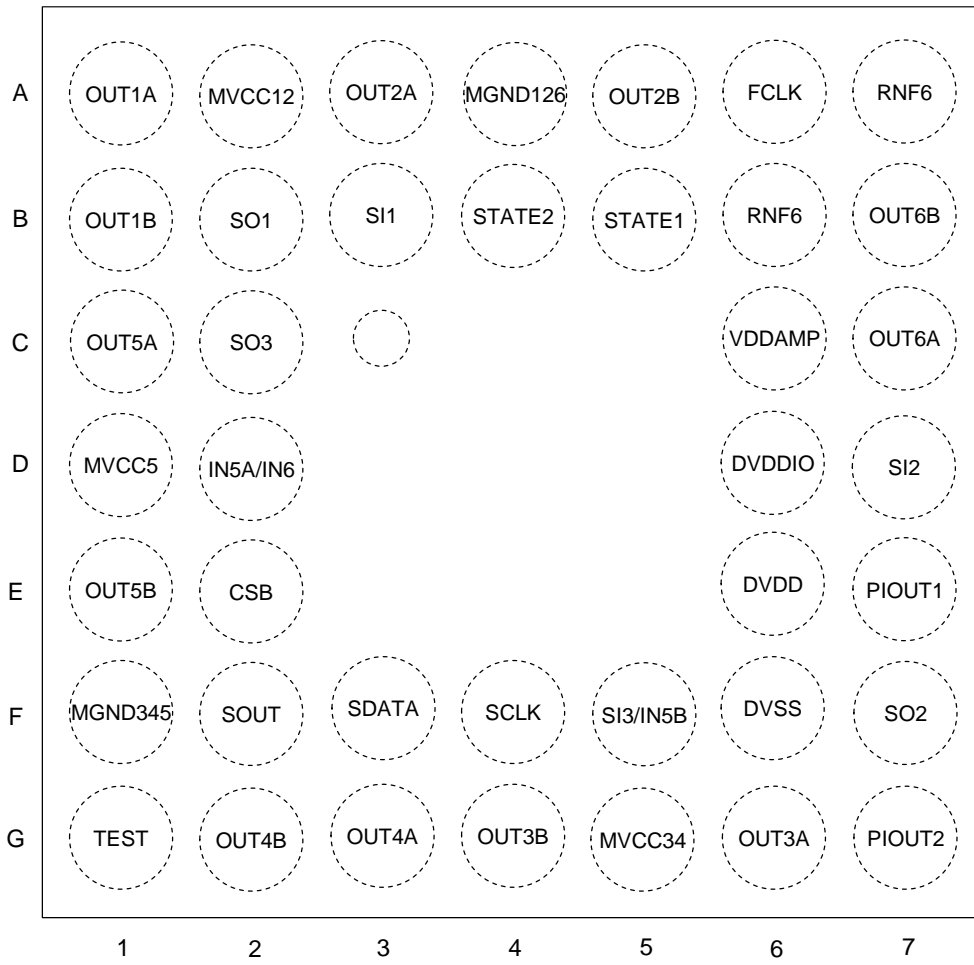 A OUT1A MVCC12 OUT2A MGND126 OUT2B FCLK RNF6
B OUT1B SO1 SI1 STATE2 STATE1 RNF6 OUT6B
C OUT5A SO3 VDDAMP OUT6A
D MVCC5 IN5A/IN6 DVDDIO SI2
E OUT5B CSB DVDD PIOUT1
F MGND345 SOUT SDATA SCLK SI3/IN5B DVSS SO2
G TEST OUT4B OUT4A OUT3B MVCC34 OUT3A PIOUT2
1 2 3 4 5 6 7